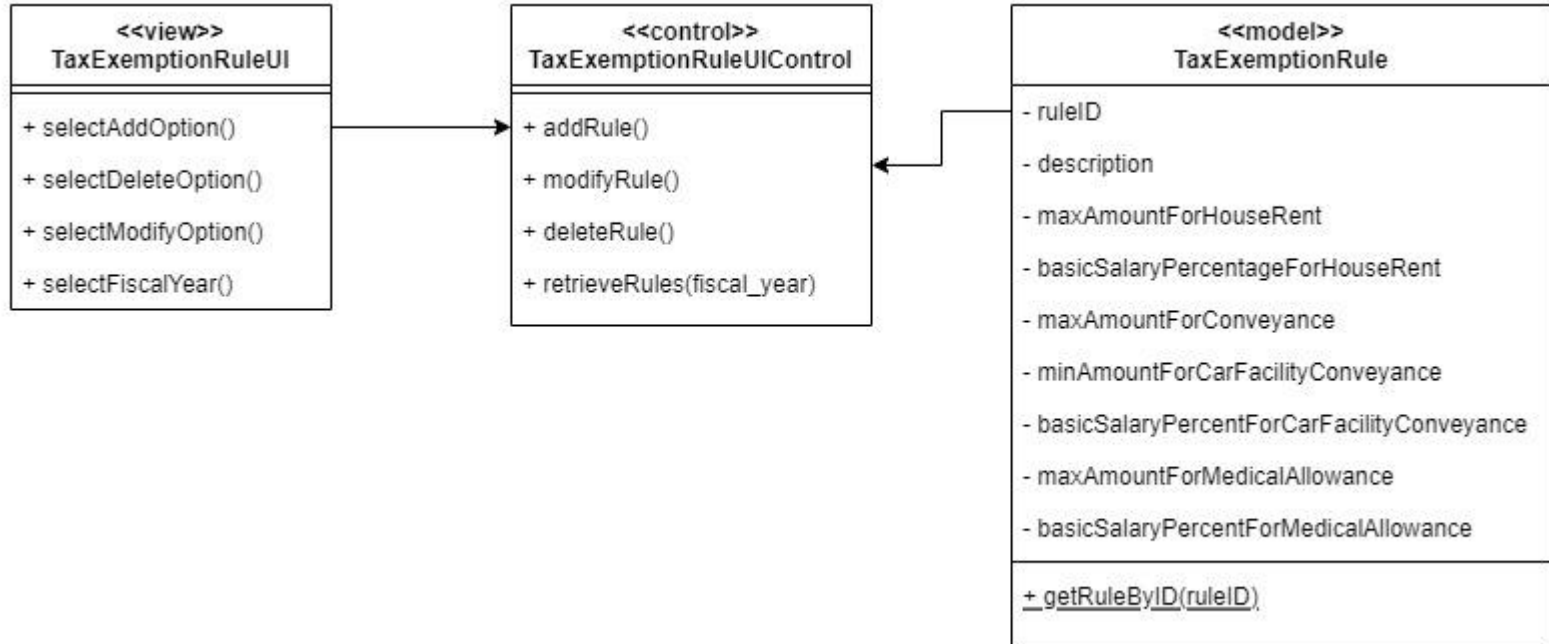 <<view>>
TaxExemptionRuleUI
+ selectAddOption()
+ selectDeleteOption()
+ selectModifyOption()
+ selectFiscalYear()
<<control>>
TaxExemptionRuleUIControl
+ addRule()
+ modifyRule()
+ deleteRule()
+ retrieveRules(fiscal_year)
<<model>>
TaxExemptionRule
- ruleID
- description
- maxAmountForHouseRent
- basicSalaryPercentageForHouseRent
- maxAmountForConveyance
- minAmountForCarFacilityConveyance
- basicSalaryPercentForCarFacilityConveyance
- maxAmountForMedicalAllowance
- basicSalaryPercentForMedicalAllowance
+ getRuleByID(ruleID)